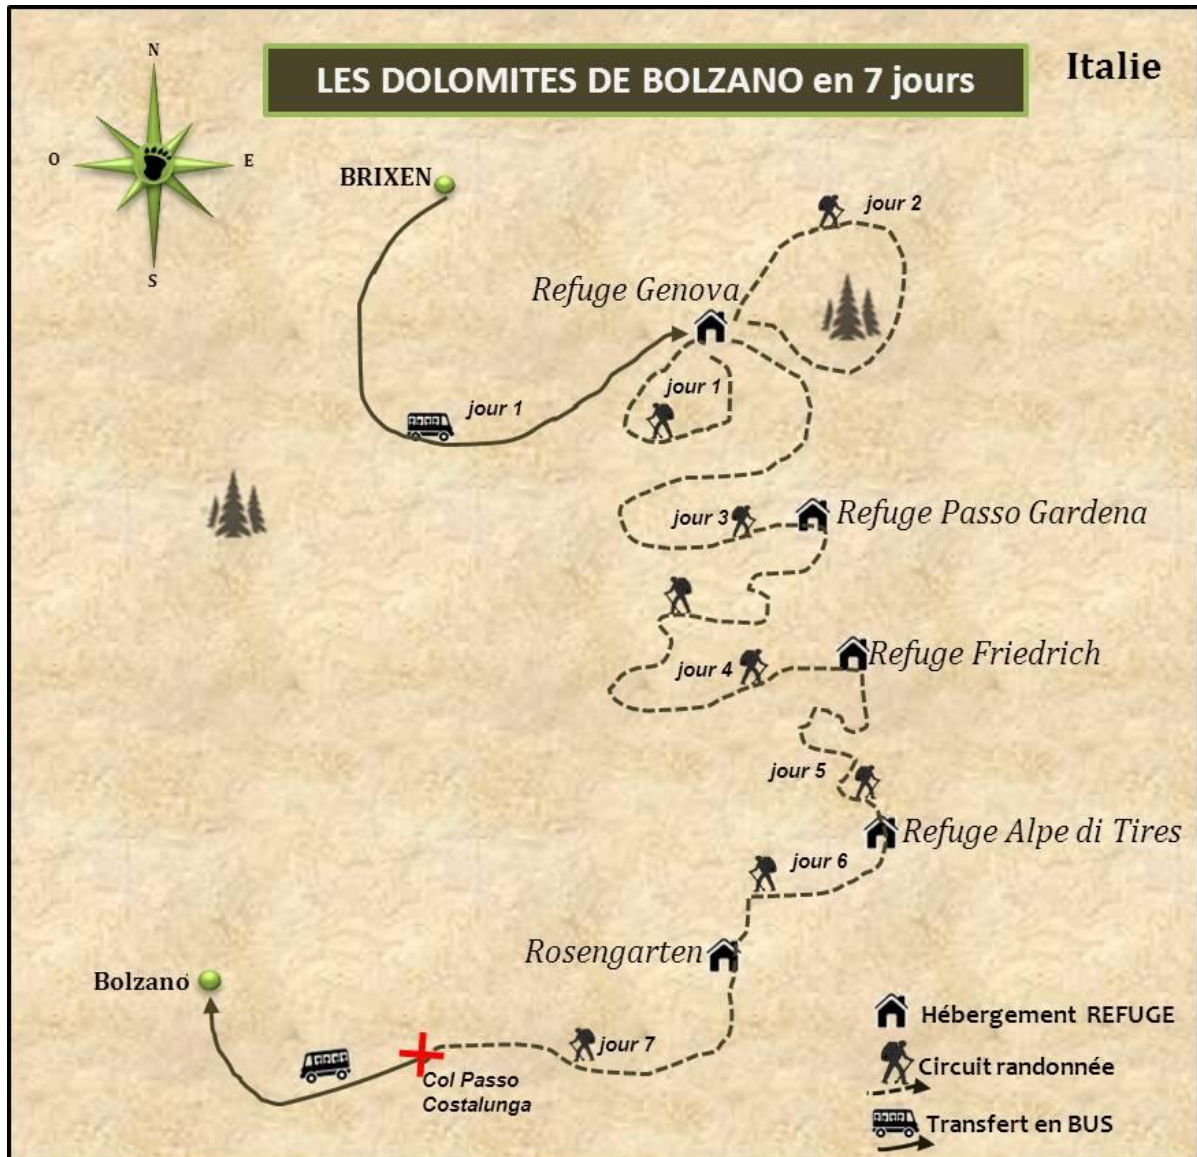 LES DOLOMITES DE BOLZANO en 7 jours
Italie
N
O
E
S
BRIXEN
jour 2
Refuge Genova
jour 1
jour 1
jour 3
Refuge Passo Gardena
jour 4
Refuge Friedrich
jour 5
Refuge Alpe di Tires
jour 6
Rosengarten
Bolzano
jour 7
Col Passo
Costalunga
Hébergement REFUGE
Circuit randonnée
Transfert en BUS